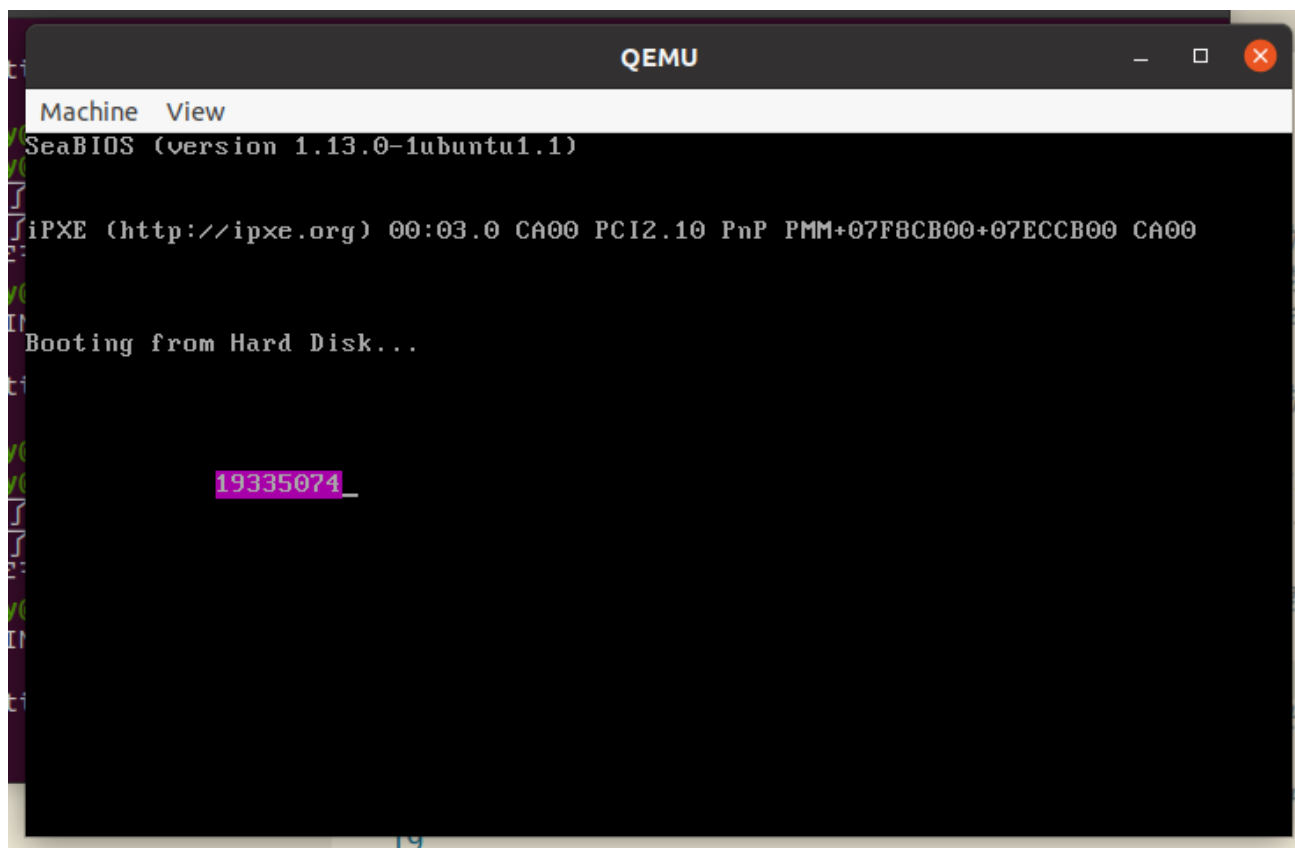 QEMU
Machine View
SeaBIOS (version 1.13.0-1ubuntu1.1)
iPXE (http://ipxe.org) 00:03.0 CA00 PCI2.10 PnP PMM+07F8CB00+07ECCB00 CA00
Booting from Hard Disk...
19335074_
19